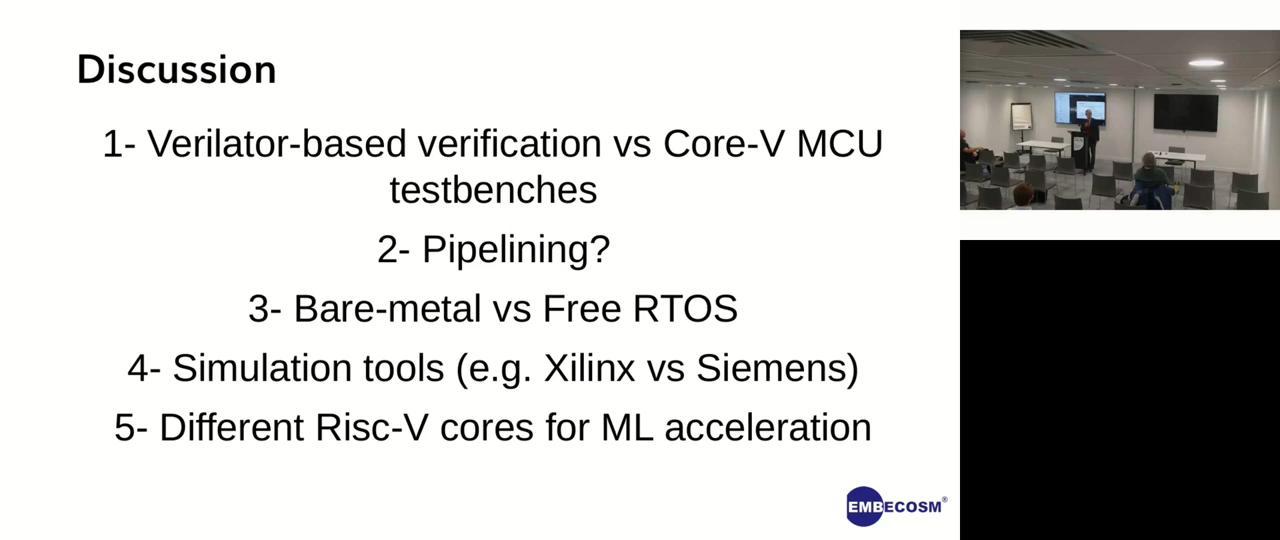 Discussion
1- Verilator-based verification vs Core-V MCU
testbenches
2- Pipelining?
3- Bare-metal vs Free RTOS
4- Simulation tools (e.g. Xilinx vs Siemens)
5- Different Risc-V cores for ML acceleration
EMBECOSM®